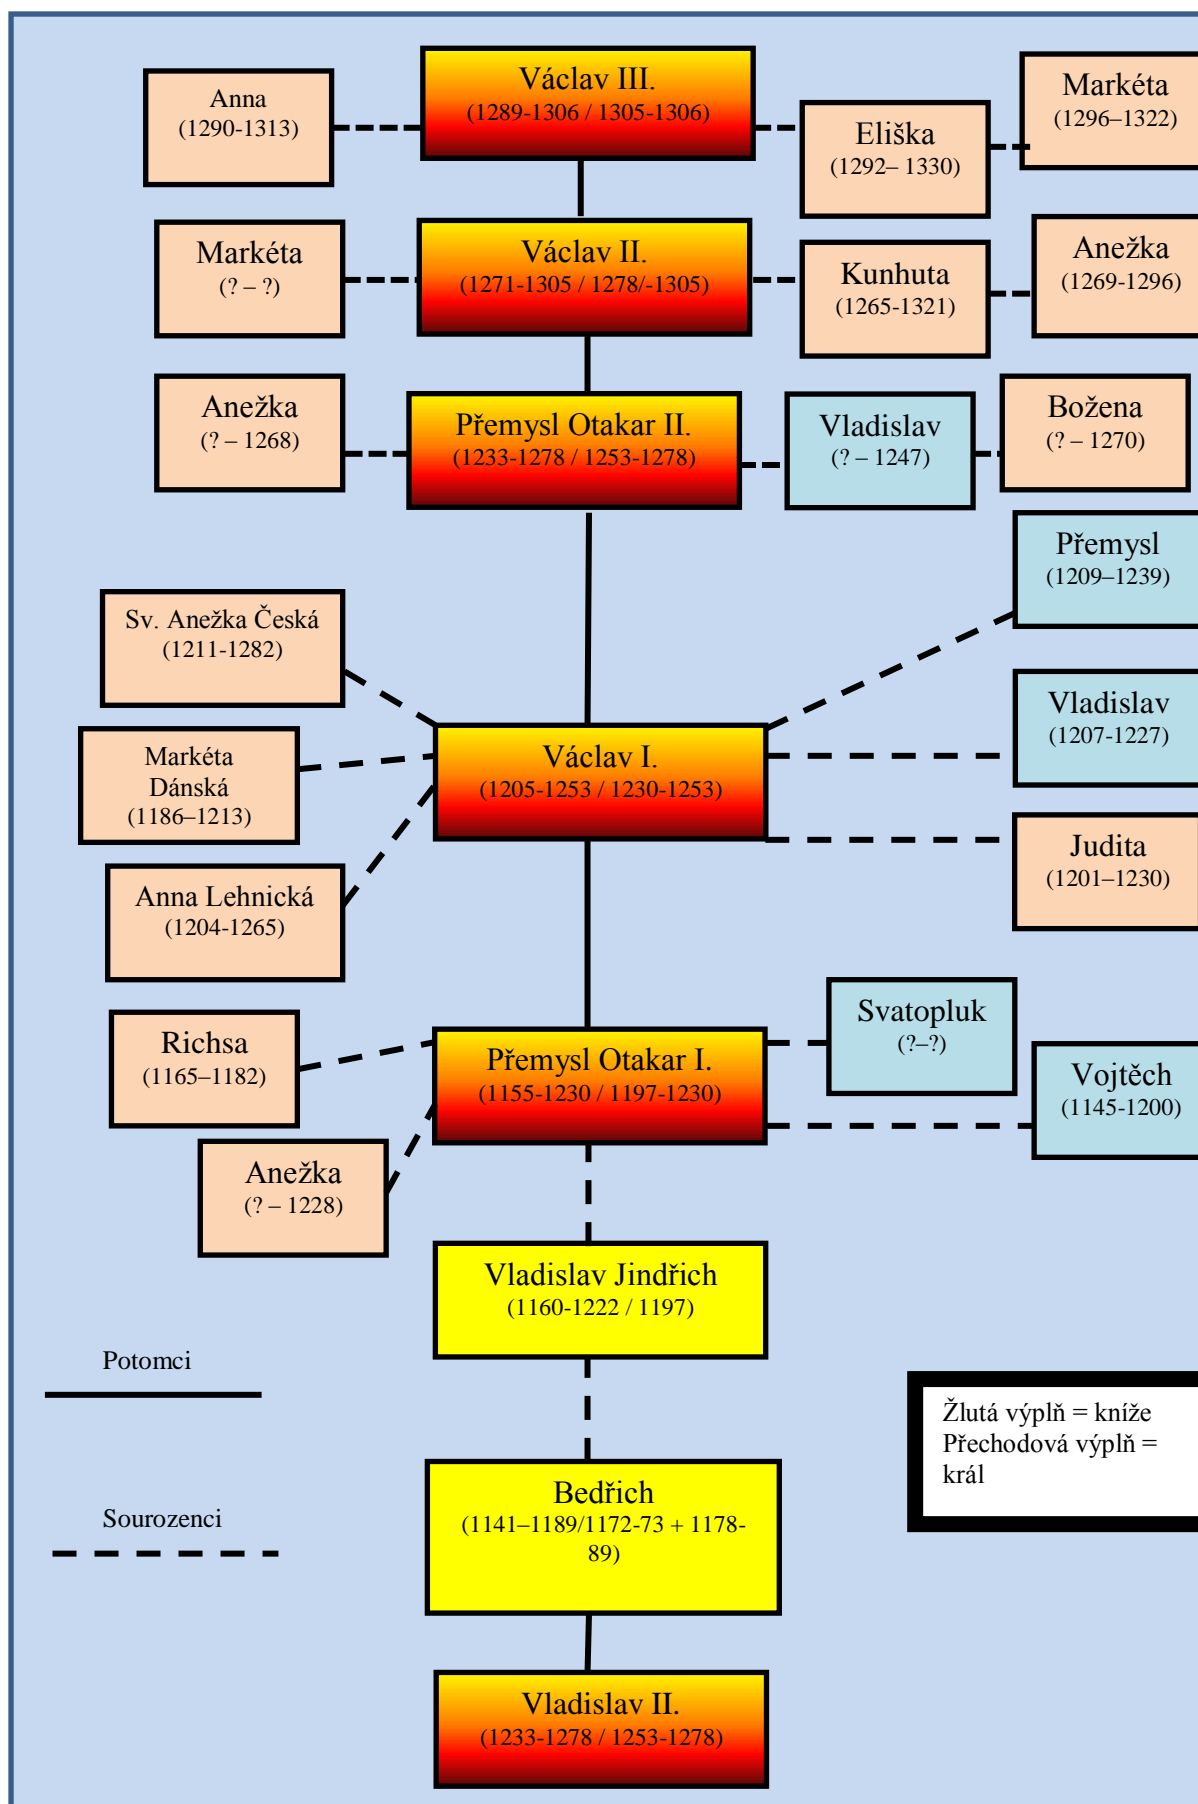 Václav III.
(1289-1306 / 1305-1306)
Anna
(1290-1313)
Eliška
(1292– 1330)
Markéta
(1296–1322)
Václav II.
(1271-1305 / 1278/-1305)
Markéta
(? – ?)
Kunhuta
(1265-1321)
Anežka
(1269-1296)
Přemysl Otakar II.
(1233-1278 / 1253-1278)
Anežka
(? – 1268)
Vladislav
(? – 1247)
Božena
(? – 1270)
Přemysl
(1209–1239)
Sv. Anežka Česká
(1211-1282)
Vladislav
(1207-1227)
Markéta
Dánská
(1186–1213)
Václav I.
(1205-1253 / 1230-1253)
Judita
(1201–1230)
Anna Lehnická
(1204-1265)
Svatopluk
(?–?)
Richsa
(1165–1182)
Přemysl Otakar I.
(1155-1230 / 1197-1230)
Vojtěch
(1145-1200)
Anežka
(? – 1228)
Vladislav Jindřich
(1160-1222 / 1197)
Potomci
Žlutá výplň = kníže
Přechodová výplň =
král
Bedřich
(1141–1189/1172-73 + 1178-
89)
Sourozenci
Vladislav II.
(1233-1278 / 1253-1278)